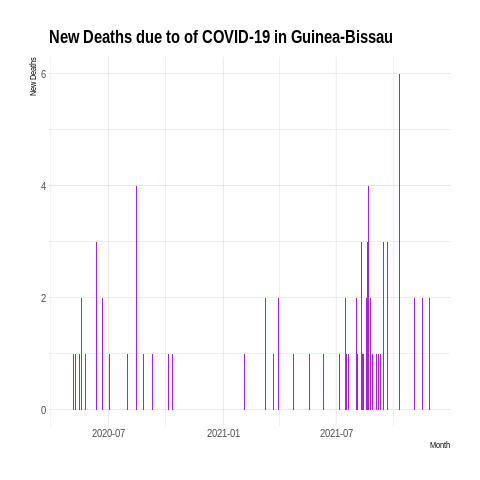 New Deaths due to of COVID-19 in Guinea-Bissau
New Deaths
6
4
2
0
2020-07
2021-01
2021-07
Month